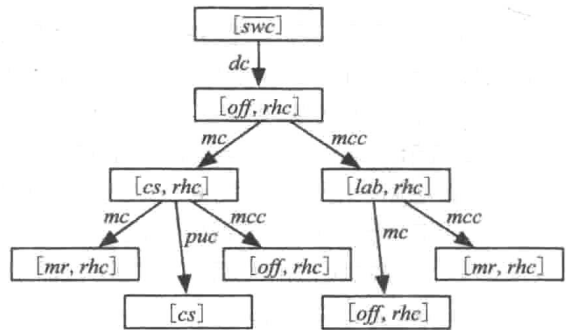 [s̅w̅c̅]
dc
[off, rhc]
mc mcc
[cs, rhc] [lab, rhc]
mc puc mcc mc mcc
[mr, rhc] [off, rhc] [mr, rhc]
[cs] [off, rhc]